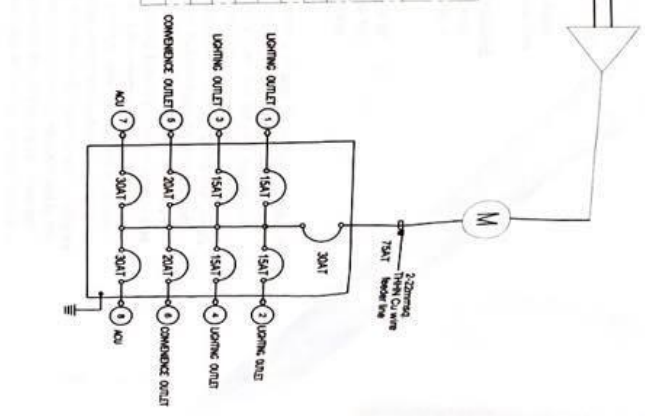 M
2-22mmsq
THHN Cu wire
feeder line
75AT
30AT
LIGHTING OUTLET 1 15AT 15AT 2 LIGHTING OUTLET
LIGHTING OUTLET 3 15AT 15AT 4 LIGHTING OUTLET
CONVENIENCE OUTLET 5 20AT 20AT 6 CONVENIENCE OUTLET
ACU 7 30AT 30AT 8 ACU